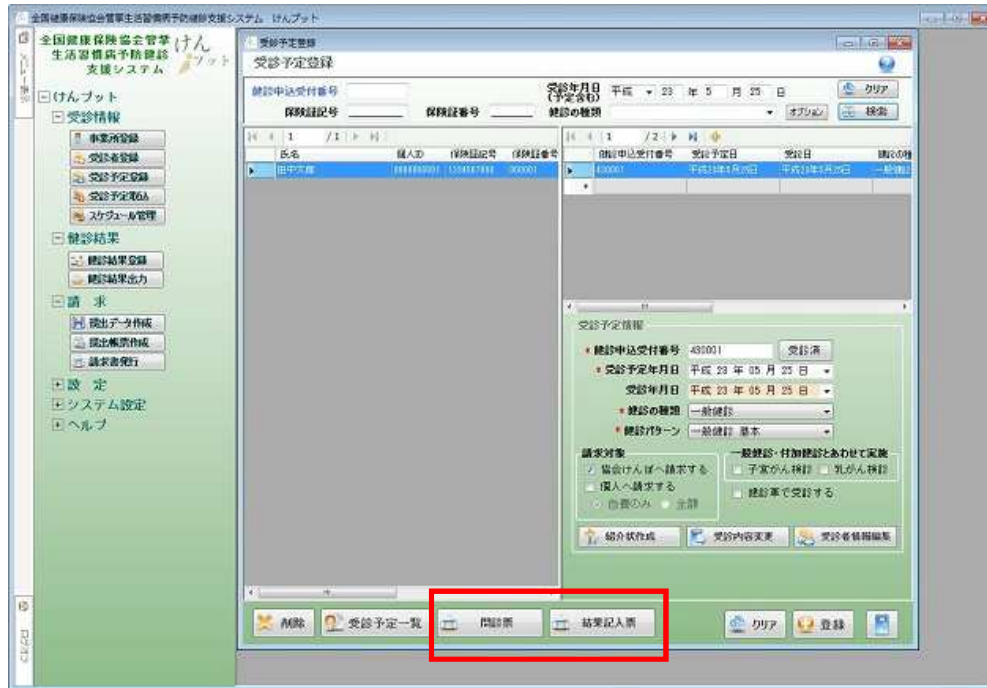 全国健康保険協会管掌生活習慣病予防健診支援システム けんプット
全国健康保険協会管掌
生活習慣病予防健診
支援システム
けんプット
けんプット
受診情報
事業所登録
受診者登録
受診予定登録
受診予定取込み
スケジュール管理
健診結果
健診結果登録
健診結果出力
請 求
提出データ作成
提出帳票作成
請求書発行
設 定
システム設定
ヘルプ
受診予定登録
受診予定登録
健診申込受付番号
受診年月日
(予定含む)
平成 23 年 5 月 25 日
クリア
保険証記号
保険証番号
健診の種類
オプション
検索
1 /1
氏名 個人ID 保険証記号 保険証番号
田中太郎
1 /2
健診申込受付番号 受診予定日 受診日 健診の種
430001 平成23年5月25日 平成23年5月25日 一般健診
受診予定情報
* 健診申込受付番号 430001 受診済
* 受診予定年月日 平成 23 年 05 月 25 日
受診年月日 平成 23 年 05 月 25 日
* 健診の種類 一般健診
* 健診パターン 一般健診 基本
請求対象
協会けんぽへ請求する
個人へ請求する
自費のみ 全額
一般健診・付加健診とあわせて実施
子宮がん検診 乳がん検診
健診車で受診する
紹介状作成 受診内容変更 受診者情報編集
削除 受診予定一覧 問診票 結果記入票 クリア 登録